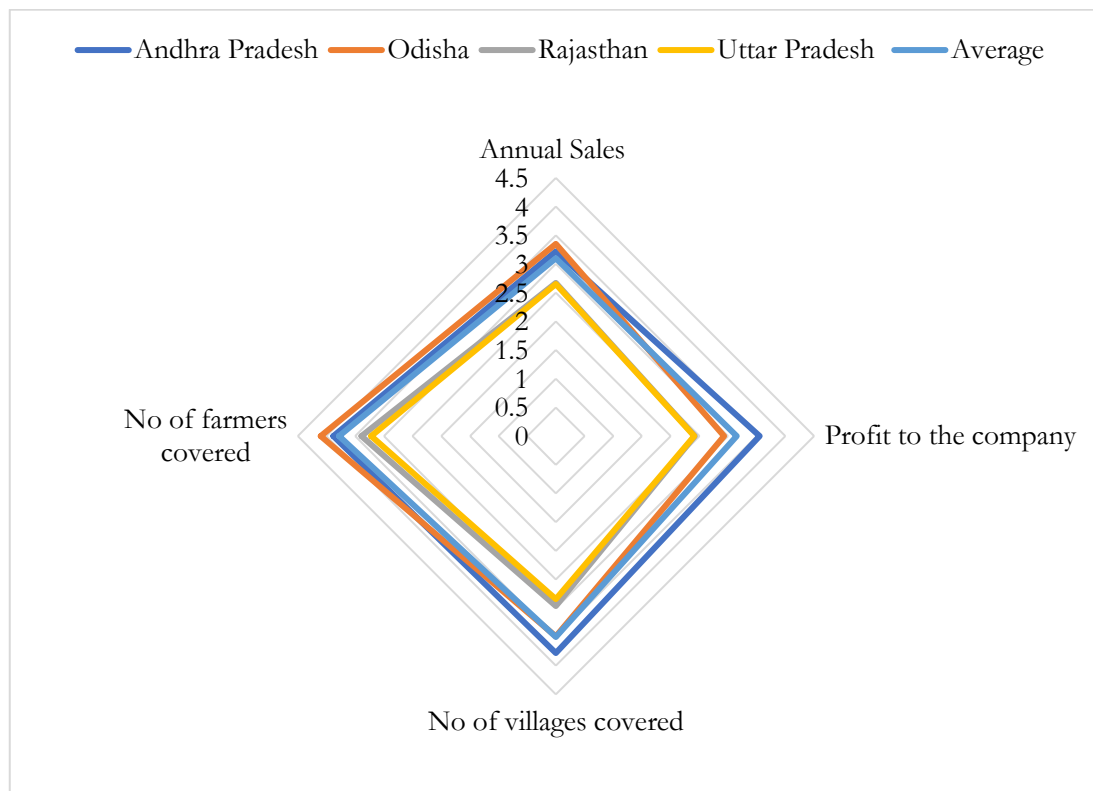 Andhra Pradesh Odisha Rajasthan Uttar Pradesh Average
Annual Sales
4.5
4
3.5
3
2.5
2
1.5
1
0.5
0
No of farmers
covered
Profit to the company
No of villages covered